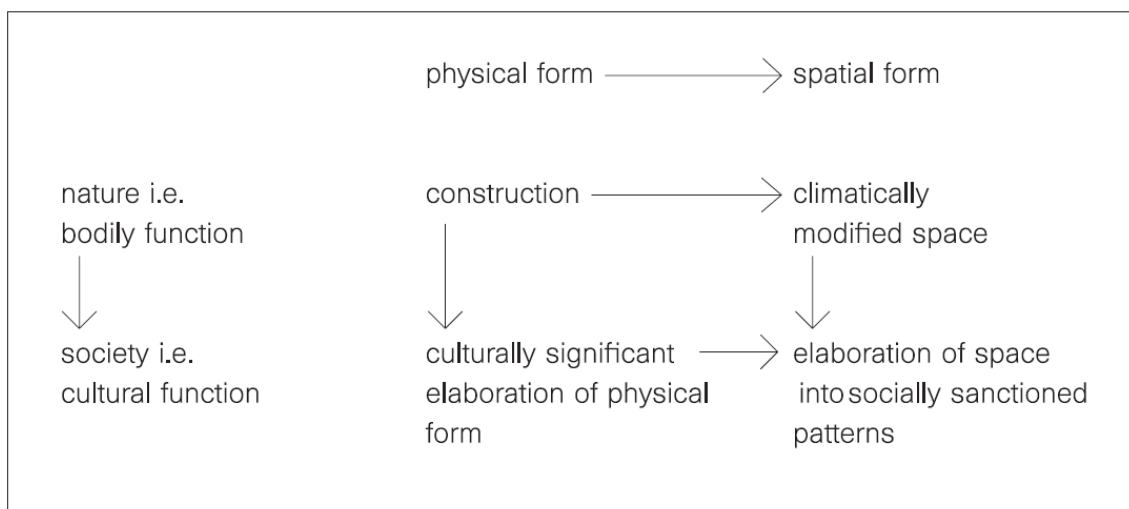 physical form
spatial form
nature i.e.
bodily function
construction
climatically
modified space
society i.e.
cultural function
culturally significant
elaboration of physical
form
elaboration of space
into socially sanctioned
patterns